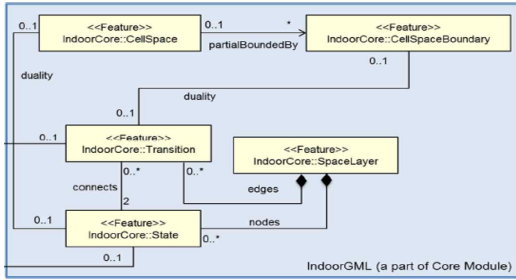 0..1
<<Feature>>
IndoorCore::CellSpace
0..1
*
partialBoundedBy
<<Feature>>
IndoorCore::CellSpaceBoundary
0..1
duality
duality
0..1
0..1
<<Feature>>
IndoorCore::Transition
<<Feature>>
IndoorCore::SpaceLayer
0..*
0..*
connects
edges
2
0..1
<<Feature>>
IndoorCore::State
nodes
0..*
0..1
IndoorGML (a part of Core Module)